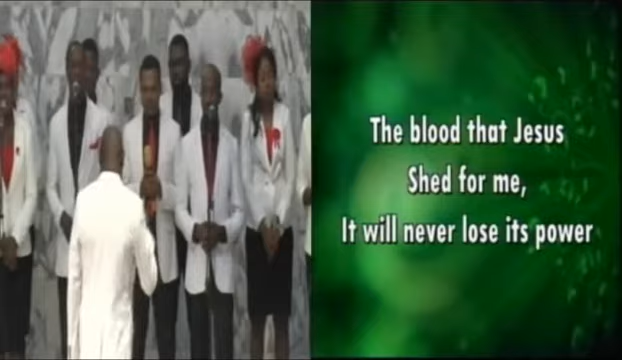 The blood that Jesus
Shed for me,
It will never lose its power